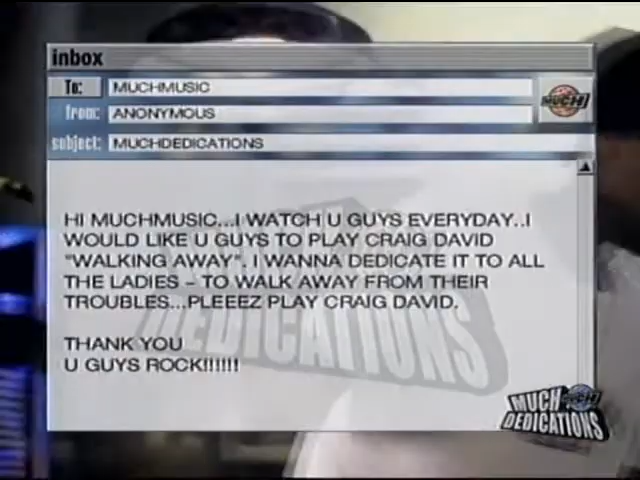 inbox
To: MUCHMUSIC
from: ANONYMOUS
MUCH
subject: MUCHDEDICATIONS
HI MUCHMUSIC...I WATCH U GUYS EVERYDAY..I
WOULD LIKE U GUYS TO PLAY CRAIG DAVID
"WALKING AWAY". I WANNA DEDICATE IT TO ALL
THE LADIES - TO WALK AWAY FROM THEIR
TROUBLES...PLEEEZ PLAY CRAIG DAVID.
THANK YOU
U GUYS ROCK!!!!!!
DEDICATIONS
MUCH
DEDICATIONS